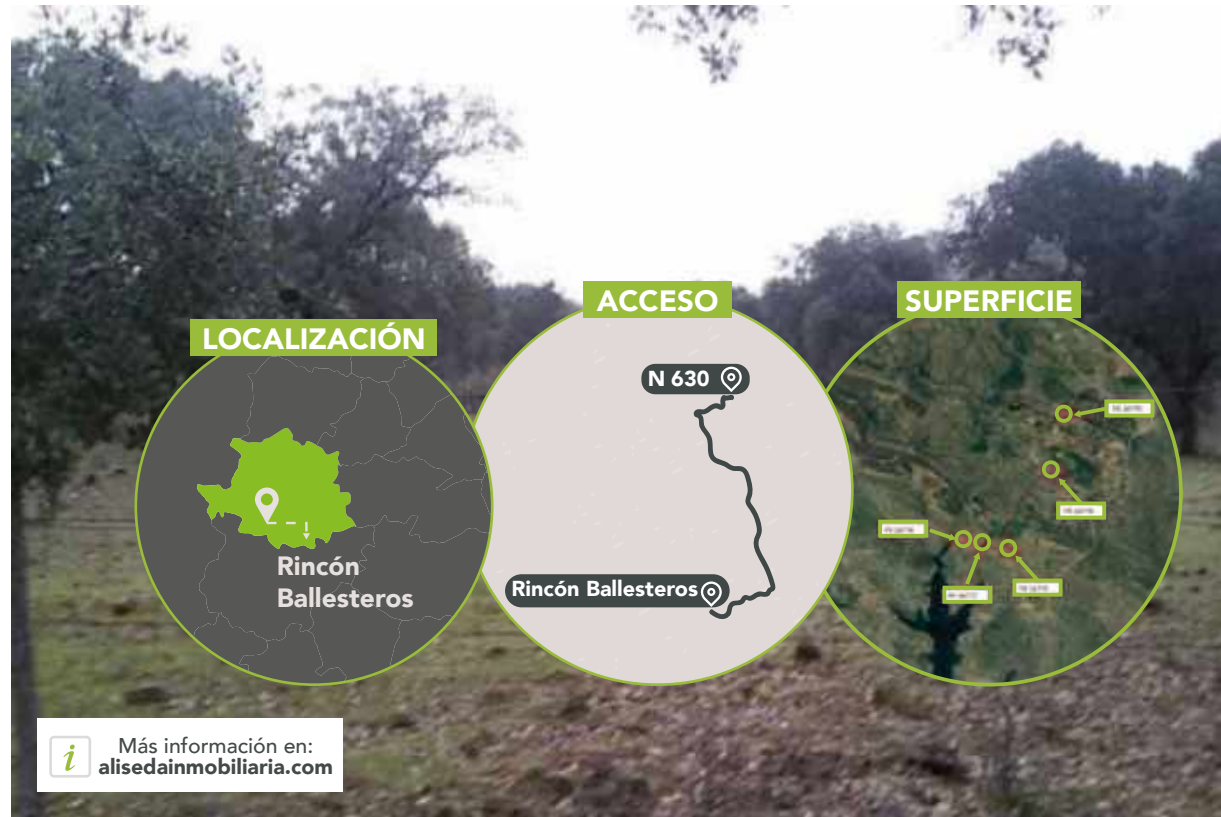 LOCALIZACIÓN
Rincón
Ballesteros
ACCESO
N 630
Rincón Ballesteros
SUPERFICIE
i
Más información en:
alisedainmobiliaria.com